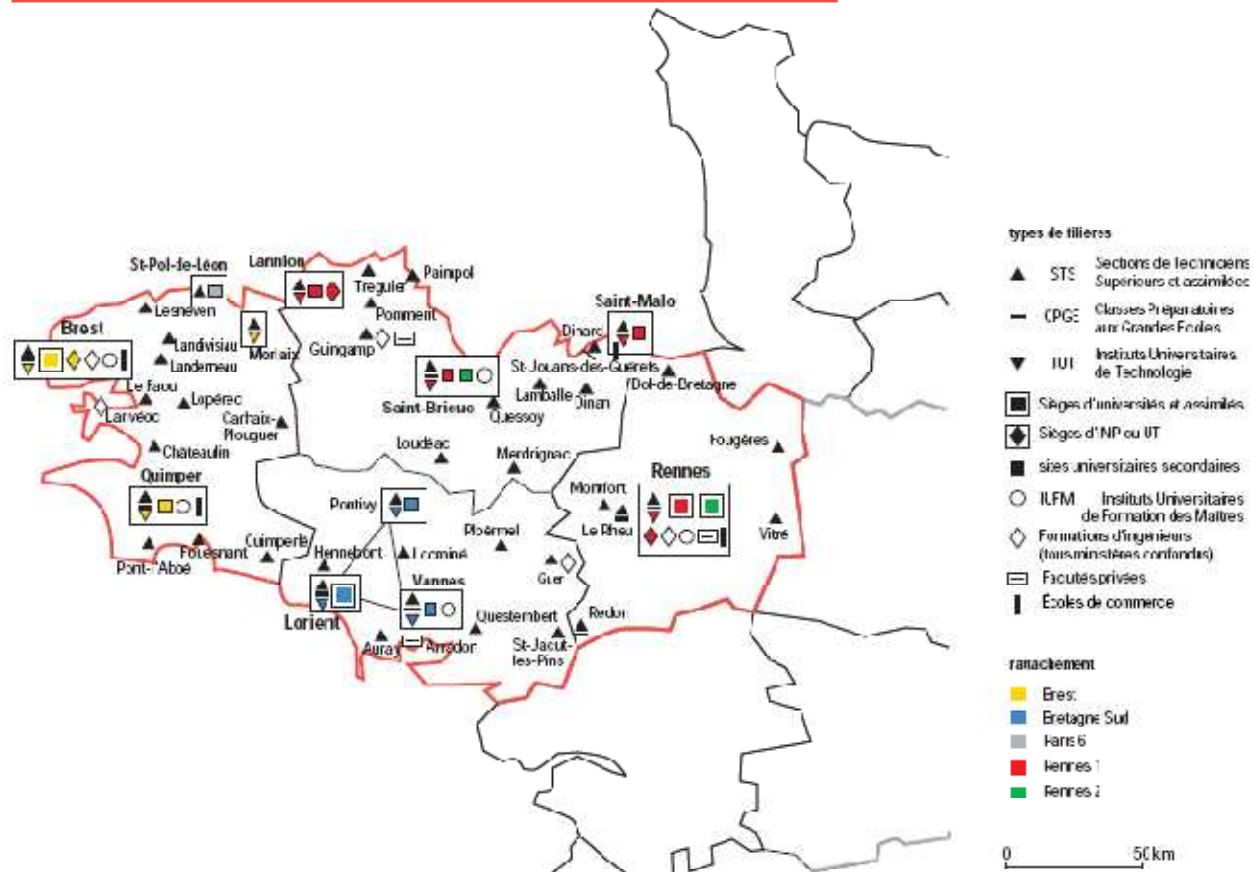 St-Pol-de-Léon
Lannion
Paimpol
Tréguier
Lesneven
Pomment
Saint-Malo
Brest
Landivisiau
Morlaix
Guingamp
Dinard
Landerneau
St-Jouans-des-Guérets
Le Faou
Lopérec
Lamballe
Dinan
Dol-de-Bretagne
Lanvéoc
Carhaix-
Plouguer
Saint-Brieuc
Quessoy
Châteaulin
Loudéac
Merdrignac
Fougères
Quimper
Rennes
Pontivy
Montfort
Ploërmel
Le Rheu
Vitré
Pont-l'Abbé
Fouesnant
Quimperlé
Hennebont
Locminé
Guer
Vannes
Lorient
Questembert
Redon
Auray
Arradon
St-Jacut-
les-Pins
types de filières
STS Sections de Techniciens
Supérieurs et assimilées
CPGE Classes Préparatoires
aux Grandes Ecoles
IUT Instituts Universitaires
de Technologie
Sièges d'universités et assimilés
Sièges d'INP ou UT
sites universitaires secondaires
IUFM Instituts Universitaires
de Formation des Maîtres
Formations d'ingénieurs
(tous ministères confondus)
Facultés privées
Écoles de commerce
rattachement
Brest
Bretagne Sud
Paris 6
Rennes 1
Rennes 2
0 50 km